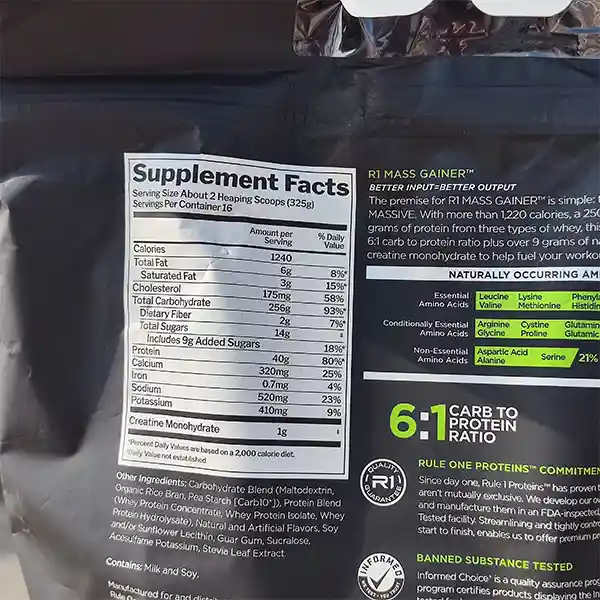 Supplement Facts
Serving Size About 2 Heaping Scoops (325g)
Servings Per Container 16
Amount per Serving % Daily Value
Calories 1240
Total Fat 6g 8%*
Saturated Fat 3g 15%*
Cholesterol 175mg 58%
Total Carbohydrate 256g 93%*
Dietary Fiber 2g 7%*
Total Sugars 14g ‡
Includes 9g Added Sugars 18%*
Protein 40g 80%*
Calcium 320mg 25%
Iron 0.7mg 4%
Sodium 520mg 23%
Potassium 410mg 9%
Creatine Monohydrate 1g ‡
*Percent Daily Values are based on a 2,000 calorie diet.
‡Daily Value not established
Other Ingredients: Carbohydrate Blend (Maltodextrin,
Organic Rice Bran, Pea Starch [Carb10®]), Protein Blend
(Whey Protein Concentrate, Whey Protein Isolate, Whey
Protein Hydrolysate), Natural and Artificial Flavors, Soy
and/or Sunflower Lecithin, Guar Gum, Sucralose,
Acesulfame Potassium, Stevia Leaf Extract
Contains: Milk and Soy.
Manufactured for and
R1 MASS GAINER™
BETTER INPUT=BETTER OUTPUT
The premise for R1 MASS GAINER™ is simple:
MASSIVE. With more than 1,220 calories, a
grams of protein from three types of whey,
6:1 carb to protein ratio plus over 9 grams of
creatine monohydrate to help fuel your
NATURALLY OCCURRING
Essential Amino Acids
Leucine Lysine
Valine Methionine
Conditionally Essential Amino Acids
Arginine Cystine
Glycine Proline
Non-Essential Amino Acids
Aspartic Acid Serine 21%
Alanine
6:1 CARB TO
PROTEIN
RATIO
QUALITY
R1
GUARANTEE
RULE ONE PROTEINS™
Since day one, Rule 1 Proteins™ has
aren't mutually exclusive. We develop our
and manufacture them in an FDA-inspected,
Tested facility. Streamlining and tightly
start to finish, enables us to offer premium
INFORMED
BANNED SUBSTANCE TESTED
Informed Choice® is a quality assurance
program certifies products displaying the